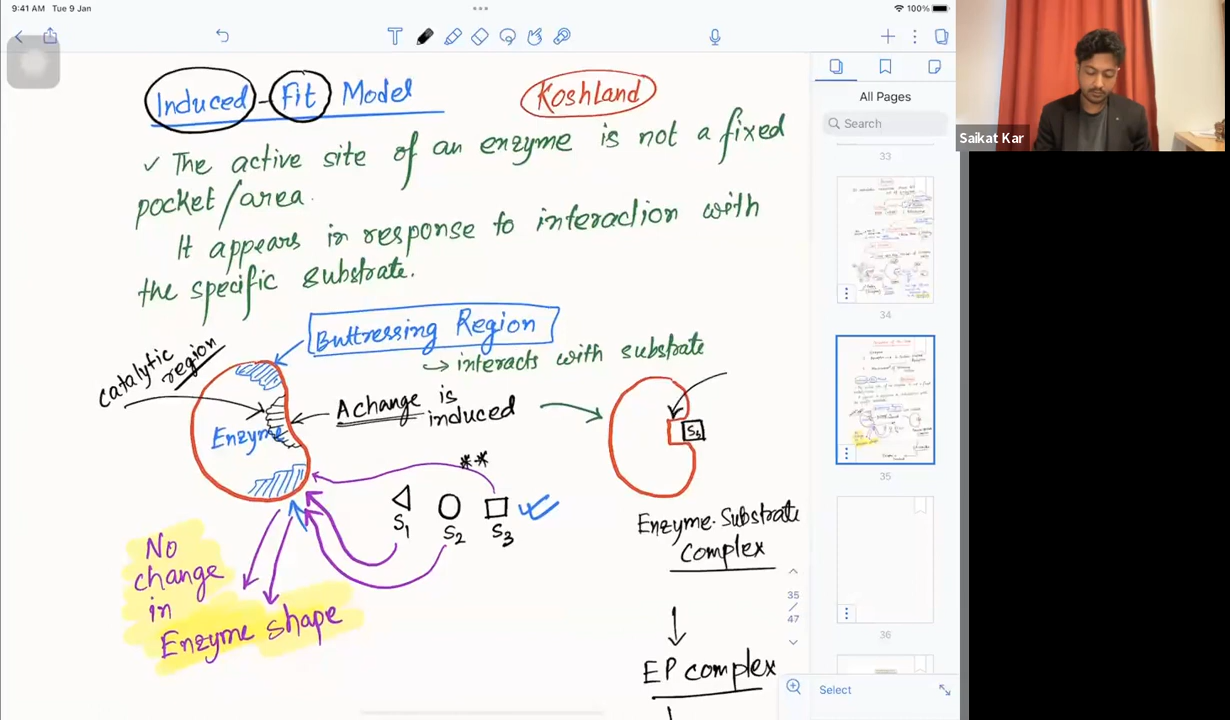 9:41 AM Tue 9 Jan
100%
Induced-Fit Model
Koshland
All Pages
Search
Saikat Kar
✓ The active site of an enzyme is not a fixed
pocket/area.
It appears in response to interaction with
the specific substrate.
33
34
Buttressing Region
→ interacts with substrate
Catalytic
region
A change is
induced
Enzyme
S3
**
S1 S2 S3
35
Enzyme-Substrate
Complex
No
change
in
Enzyme shape
35
/
47
36
EP complex
Select